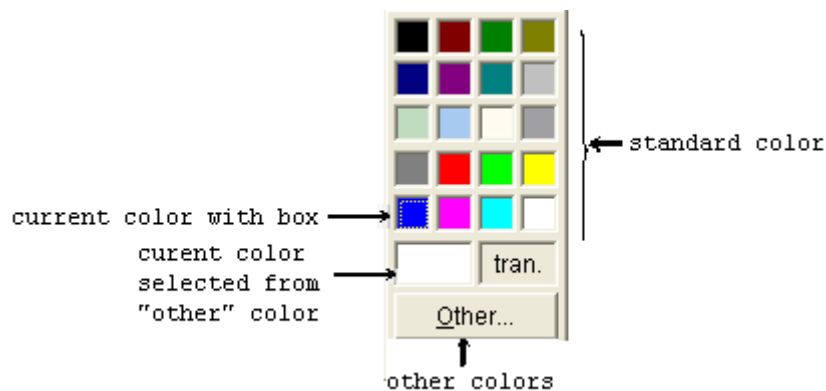 standard color
current color with box
curent color
selected from
"other" color
tran.
Other...
other colors